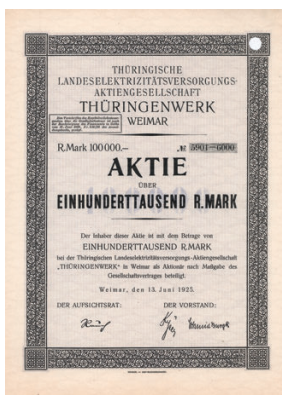 THÜRINGISCHE
LANDESELEKTRIZITÄTSVERSORGUNGS-
AKTIENGESELLSCHAFT
THÜRINGENWERK
WEIMAR
R.Mark 100000.— № 5901—6000
AKTIE
ÜBER
EINHUNDERTTAUSEND R.MARK
Der Inhaber dieser Aktie ist mit dem Betrage von
EINHUNDERTTAUSEND R.MARK
bei der Thüringischen Landeselektrizitätsversorgungs-Aktiengesellschaft
„THÜRINGENWERK" in Weimar als Aktionär nach Maßgabe des
Gesellschaftsvertrages beteiligt.
Weimar, den 13. Juni 1925.
DER AUFSICHTSRAT: DER VORSTAND: